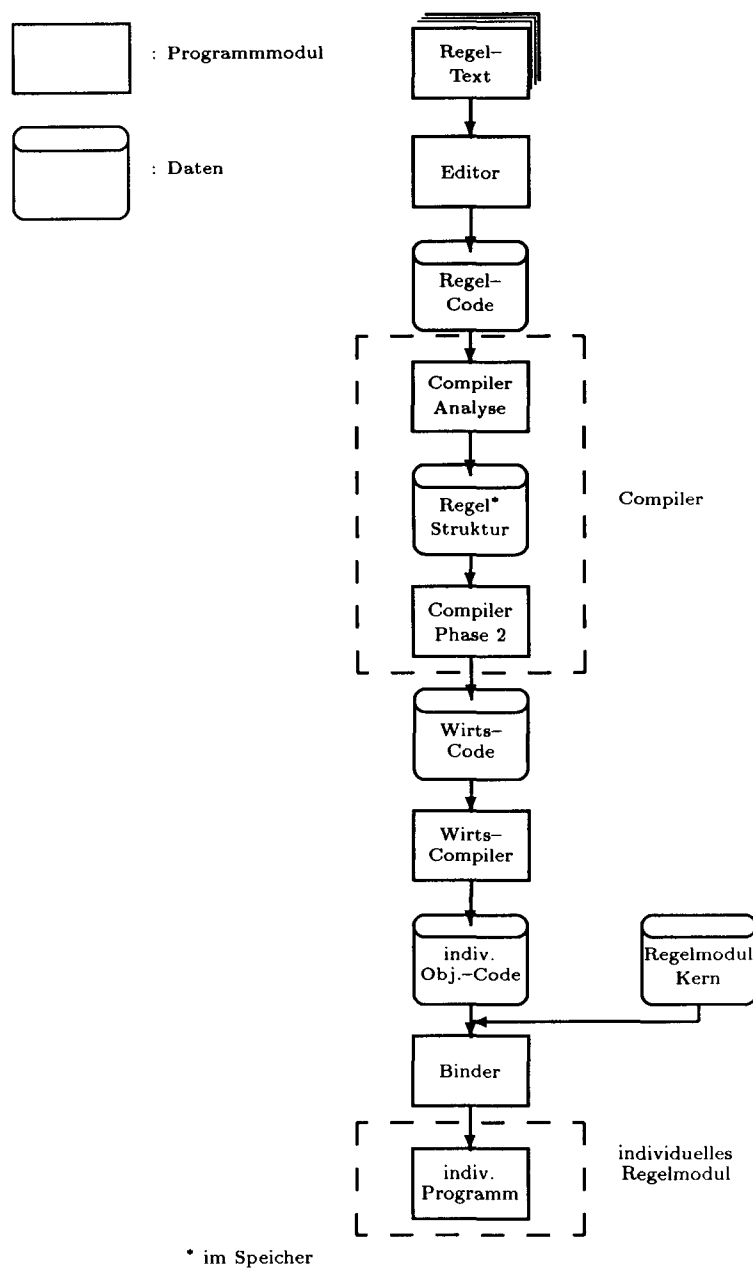 : Programmmodul
: Daten
Regel–
Text
Editor
Regel–
Code
Compiler
Analyse
Regel*
Struktur
Compiler
Compiler
Phase 2
Wirts–
Code
Wirts–
Compiler
indiv.
Obj.–Code
Regelmodul
Kern
Binder
indiv.
Programm
individuelles
Regelmodul
* im Speicher